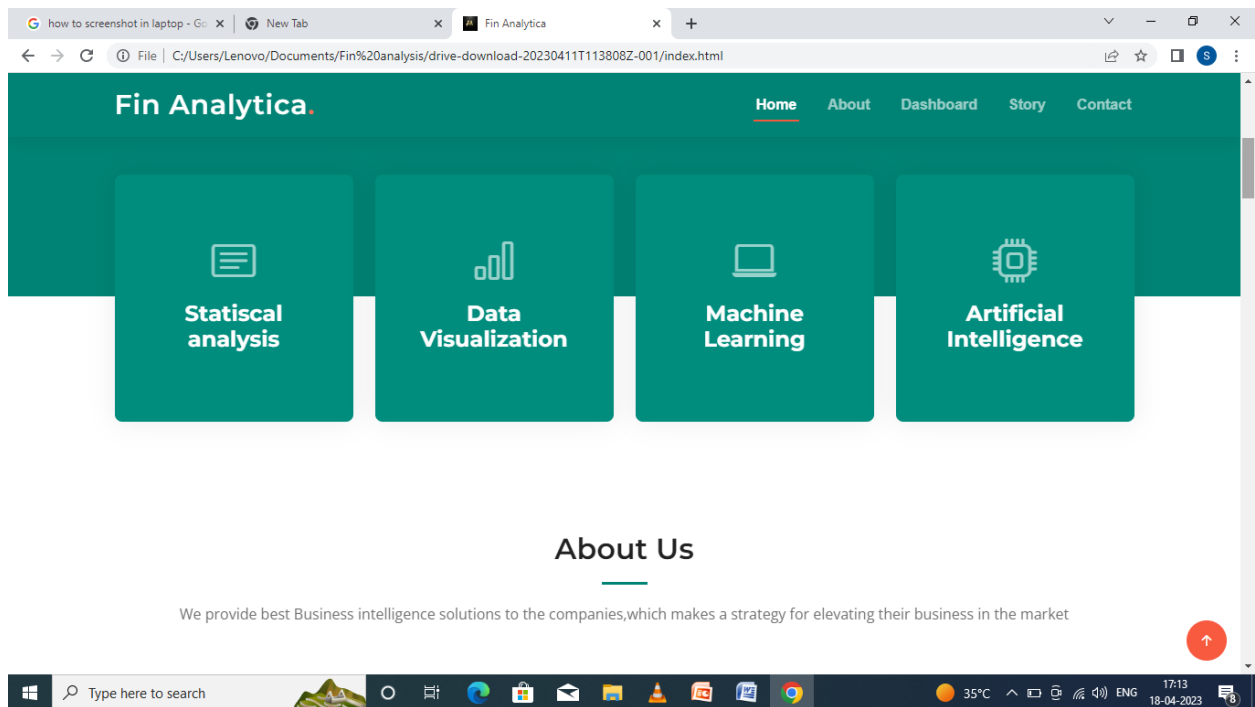 how to screenshot in laptop - Go
New Tab
Fin Analytica
File
C:/Users/Lenovo/Documents/Fin%20analysis/drive-download-20230411T113808Z-001/index.html
S
Fin Analytica.
Home About Dashboard Story Contact
Statiscal
analysis
Data
Visualization
Machine
Learning
Artificial
Intelligence
About Us
We provide best Business intelligence solutions to the companies,which makes a strategy for elevating their business in the market
Type here to search
35°C
ENG
17:13
18-04-2023
8